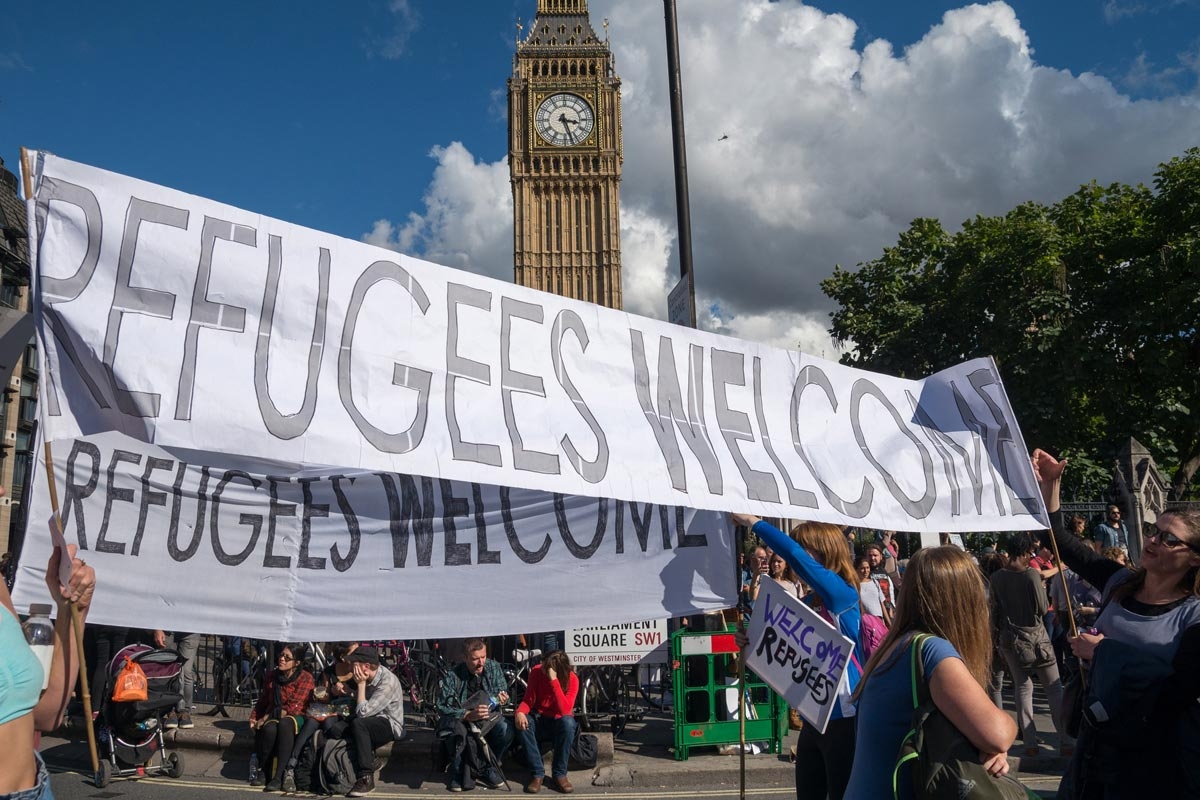 REFUGEES WELCOME
REFUGEES WELCOME
PARLIAMENT
SQUARE SW1
CITY OF WESTMINSTER
WELCOME
REFUGEES